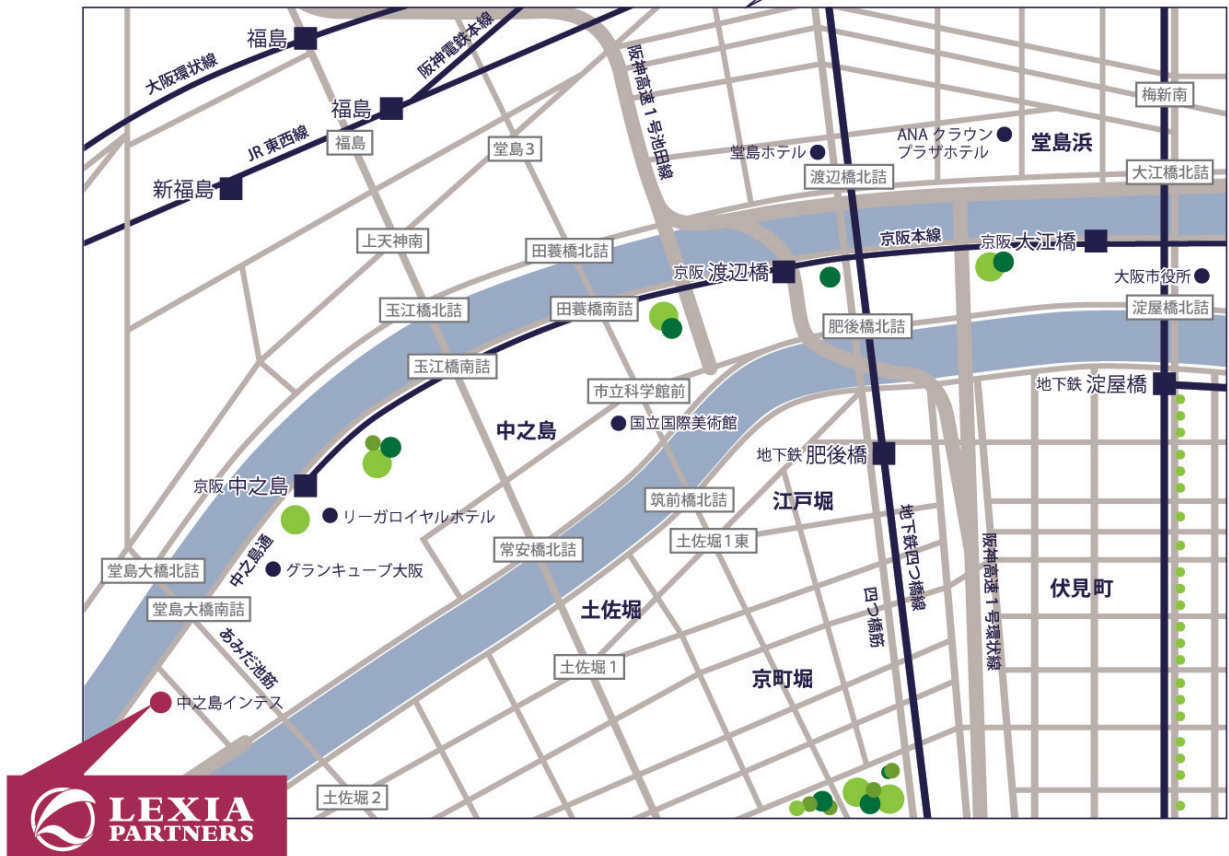 福島
大阪環状線
阪神電鉄本線
阪神高速1号池田線
梅新南
福島
JR東西線
福島
堂島3
堂島ホテル
ANAクラウン
プラザホテル
堂島浜
新福島
渡辺橋北詰
大江橋北詰
上天神南
田蓑橋北詰
京阪本線
京阪 大江橋
京阪 渡辺橋
大阪市役所
玉江橋北詰
田蓑橋南詰
肥後橋北詰
淀屋橋北詰
玉江橋南詰
市立科学館前
地下鉄 淀屋橋
国立国際美術館
中之島
地下鉄 肥後橋
京阪 中之島
筑前橋北詰
江戸堀
リーガロイヤルホテル
土佐堀1東
常安橋北詰
地下鉄四つ橋線
阪神高速1号環状線
中之島通
堂島大橋北詰
グランキューブ大阪
堂島大橋南詰
土佐堀
四つ橋筋
伏見町
あみだ池筋
土佐堀1
京町堀
中之島インテス
土佐堀2
LEXIA
PARTNERS